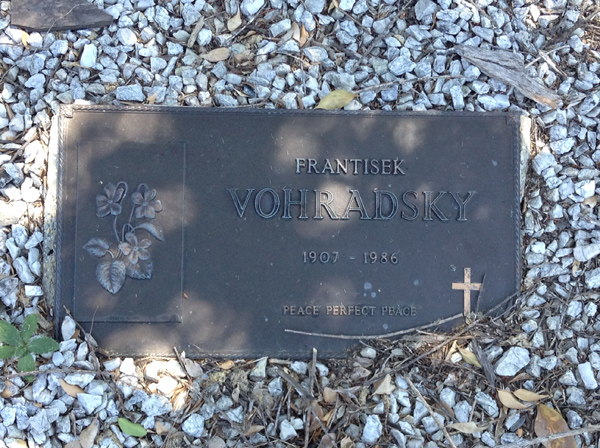 FRANTISEK
VOHRADSKY
1907 - 1986
PEACE PERFECT PEACE